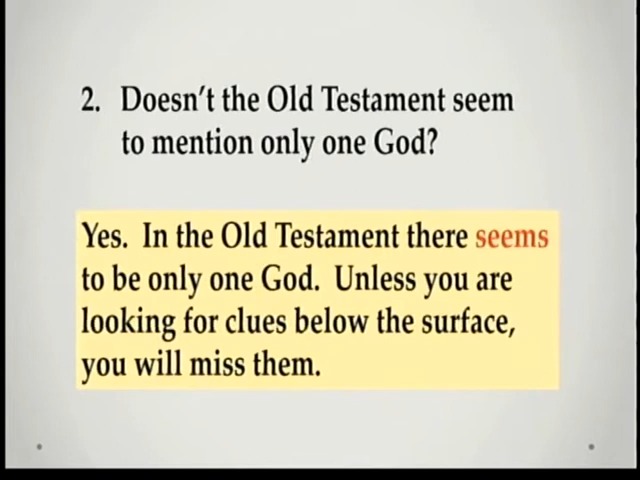 2. Doesn't the Old Testament seem
to mention only one God?
Yes. In the Old Testament there seems
to be only one God. Unless you are
looking for clues below the surface,
you will miss them.